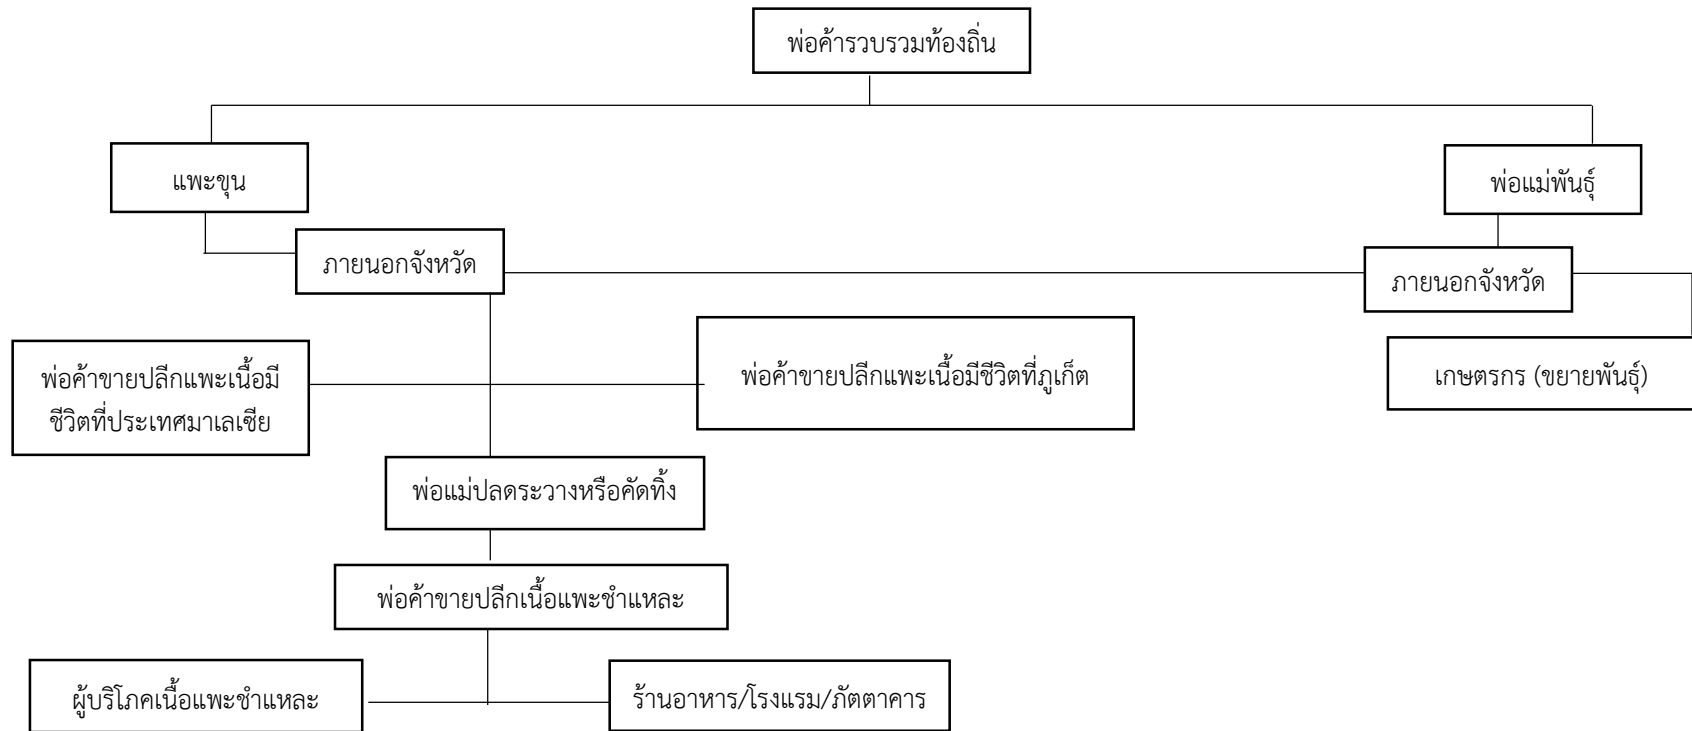 พ่อค้ารวบรวมท้องถิ่น
แพะขุน
พ่อแม่พันธุ์
ภายนอกจังหวัด
ภายนอกจังหวัด
พ่อค้าขายปลีกแพะเนื้อมี
ชีวิตที่ประเทศมาเลเซีย
พ่อค้าขายปลีกแพะเนื้อมีชีวิตที่ภูเก็ต
เกษตรกร (ขยายพันธุ์)
พ่อแม่ปลดระวางหรือคัดทิ้ง
พ่อค้าขายปลีกเนื้อแพะชำแหละ
ผู้บริโภคเนื้อแพะชำแหละ
ร้านอาหาร/โรงแรม/ภัตตาคาร